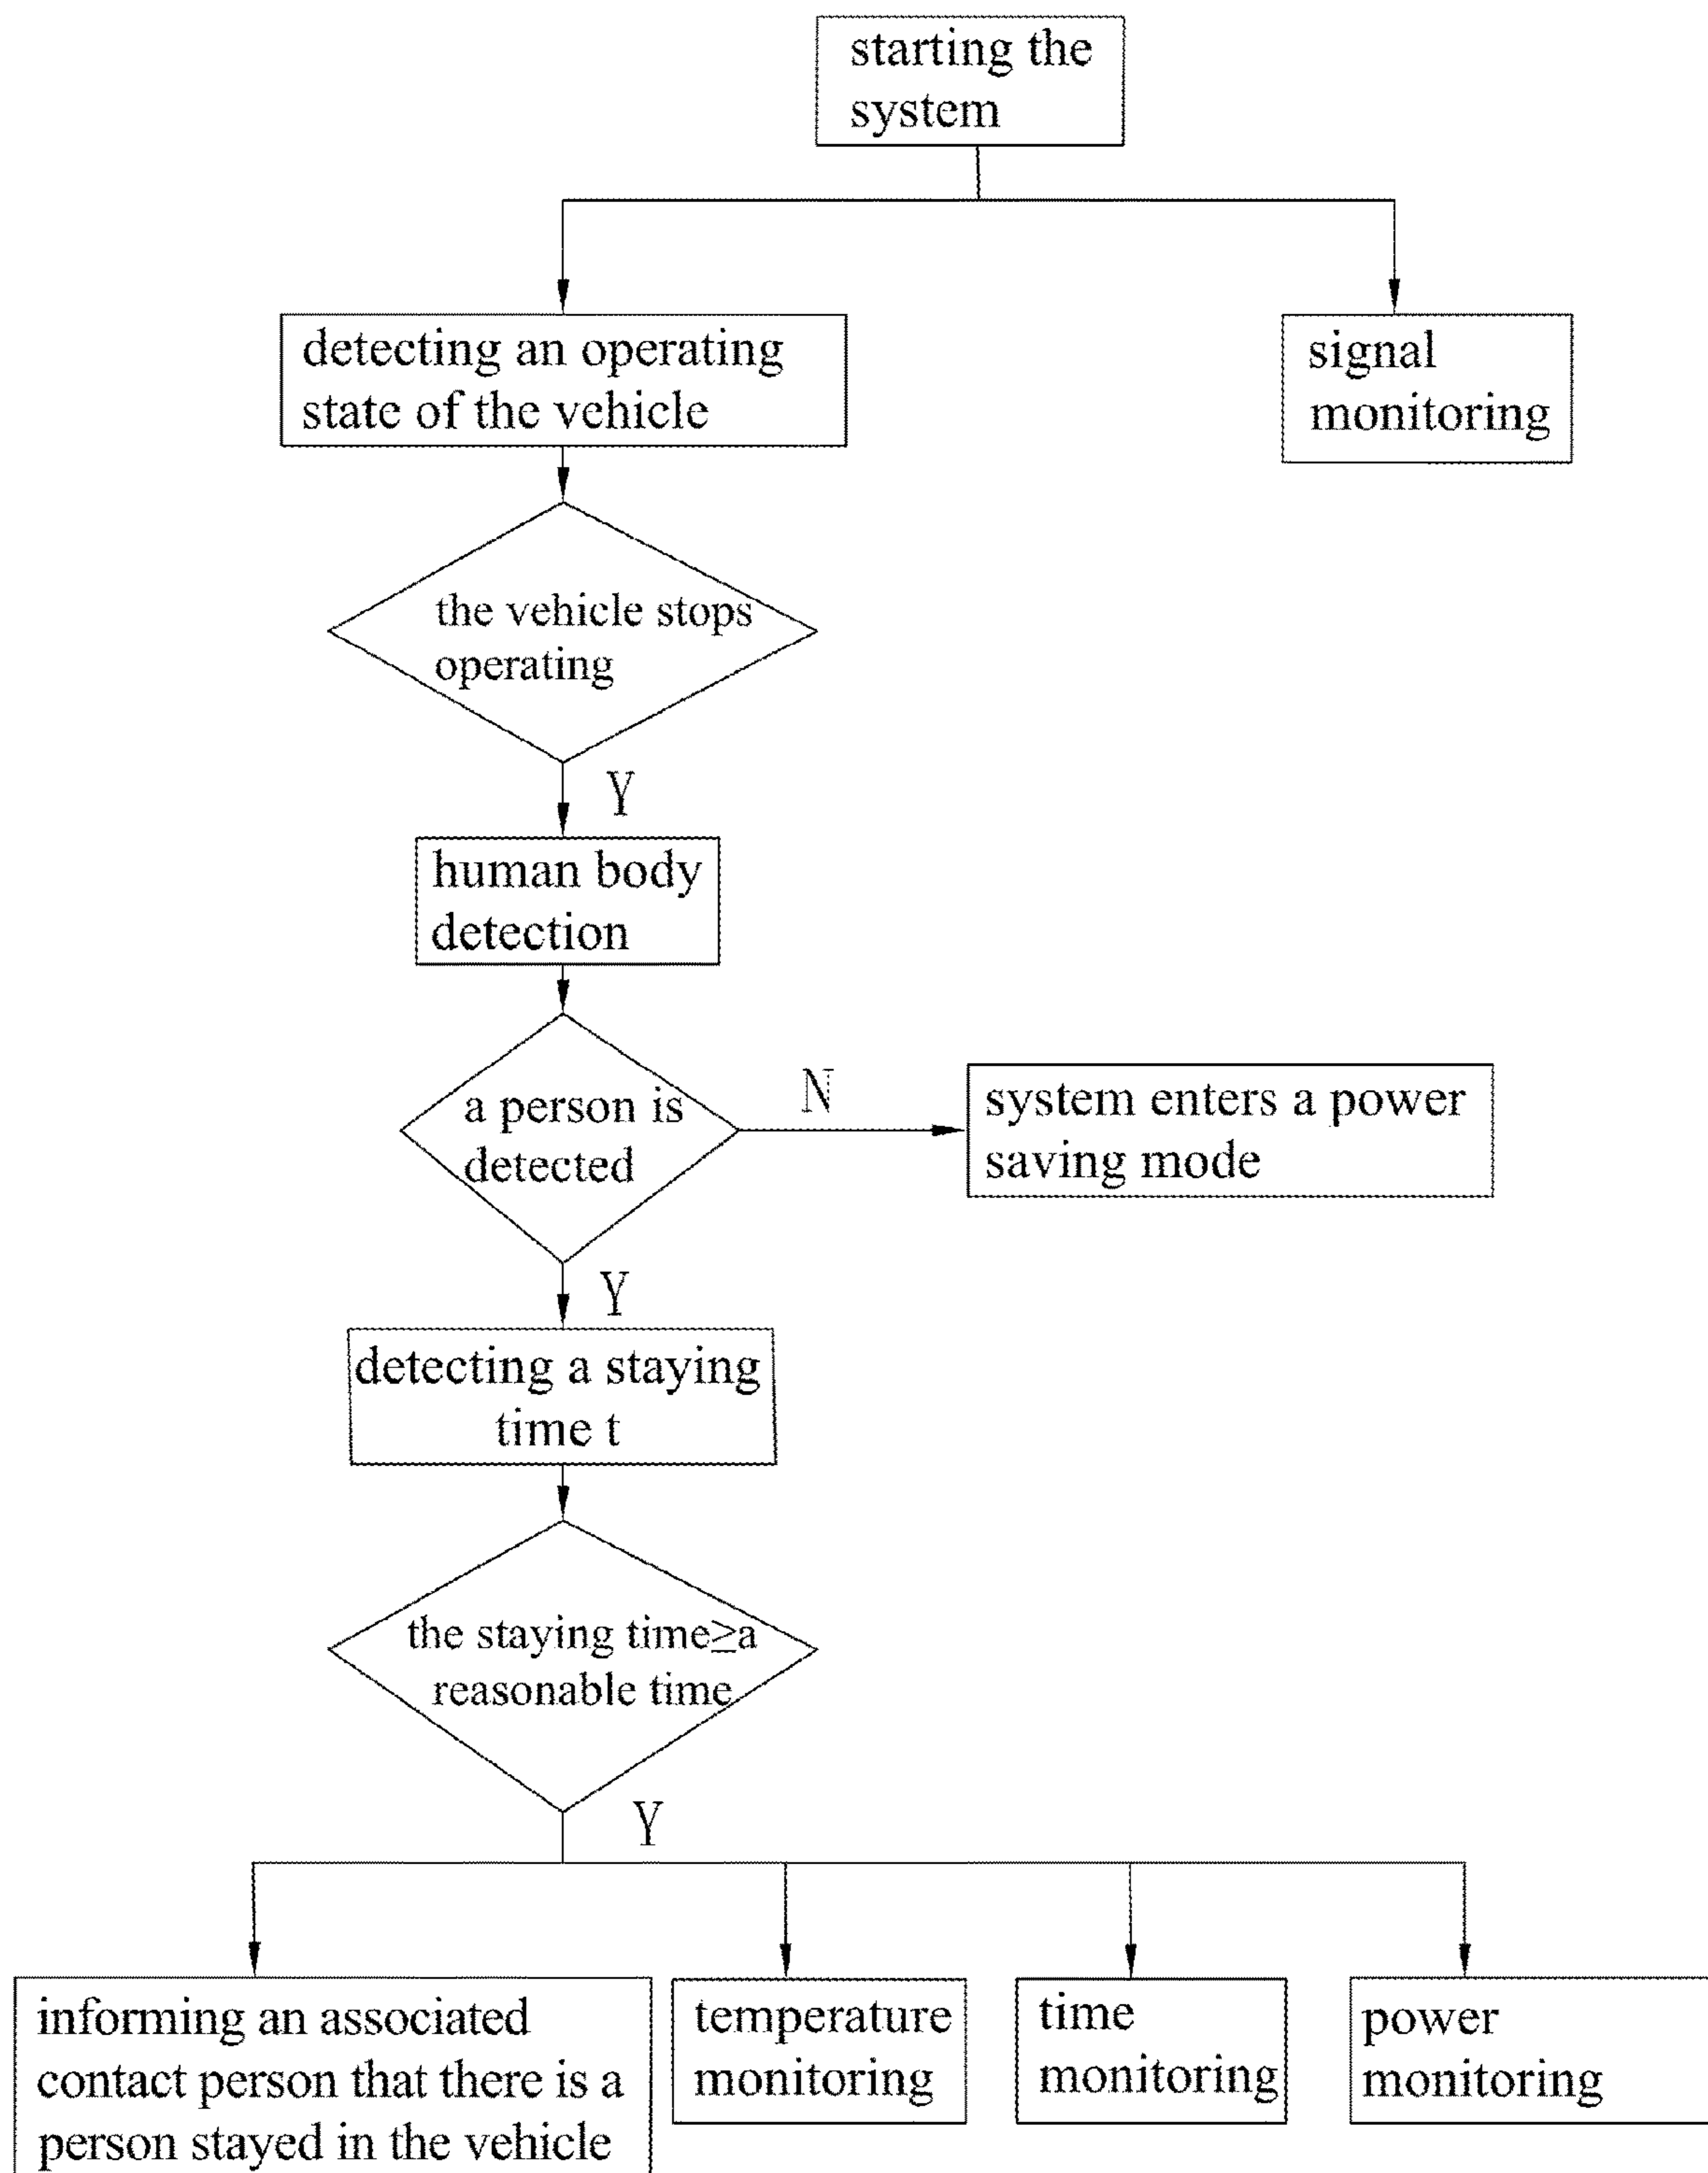 starting the
system
detecting an operating
state of the vehicle
signal
monitoring
the vehicle stops
operating
Y
human body
detection
a person is
detected
N
system enters a power
saving mode
Y
detecting a staying
time t
the staying time≥a
reasonable time
Y
informing an associated
contact person that there is a
person stayed in the vehicle
temperature
monitoring
time
monitoring
power
monitoring